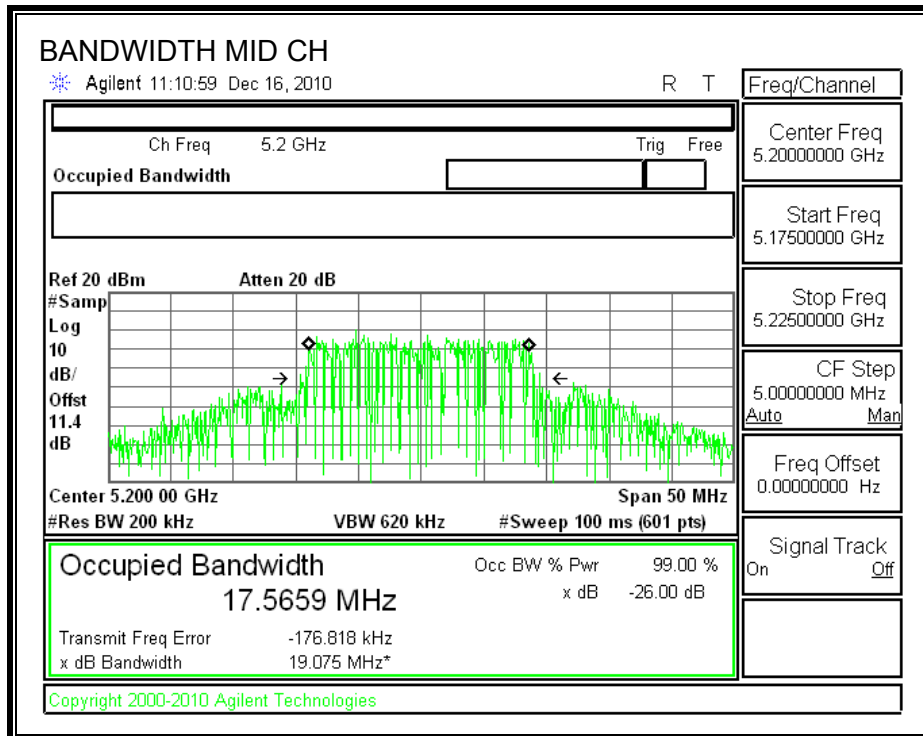 BANDWIDTH MID CH
Agilent 11:10:59 Dec 16, 2010 R T
Ch Freq 5.2 GHz Trig Free
Occupied Bandwidth
Ref 20 dBm Atten 20 dB
#Samp
Log
10
dB/
Offst
11.4
dB
Center 5.200 00 GHz Span 50 MHz
#Res BW 200 kHz VBW 620 kHz #Sweep 100 ms (601 pts)
Occupied Bandwidth Occ BW % Pwr 99.00 %
17.5659 MHz x dB -26.00 dB
Transmit Freq Error -176.818 kHz
x dB Bandwidth 19.075 MHz*
Copyright 2000-2010 Agilent Technologies
Freq/Channel
Center Freq
5.20000000 GHz
Start Freq
5.17500000 GHz
Stop Freq
5.22500000 GHz
CF Step
5.00000000 MHz
Auto Man
Freq Offset
0.00000000 Hz
Signal Track
On Off